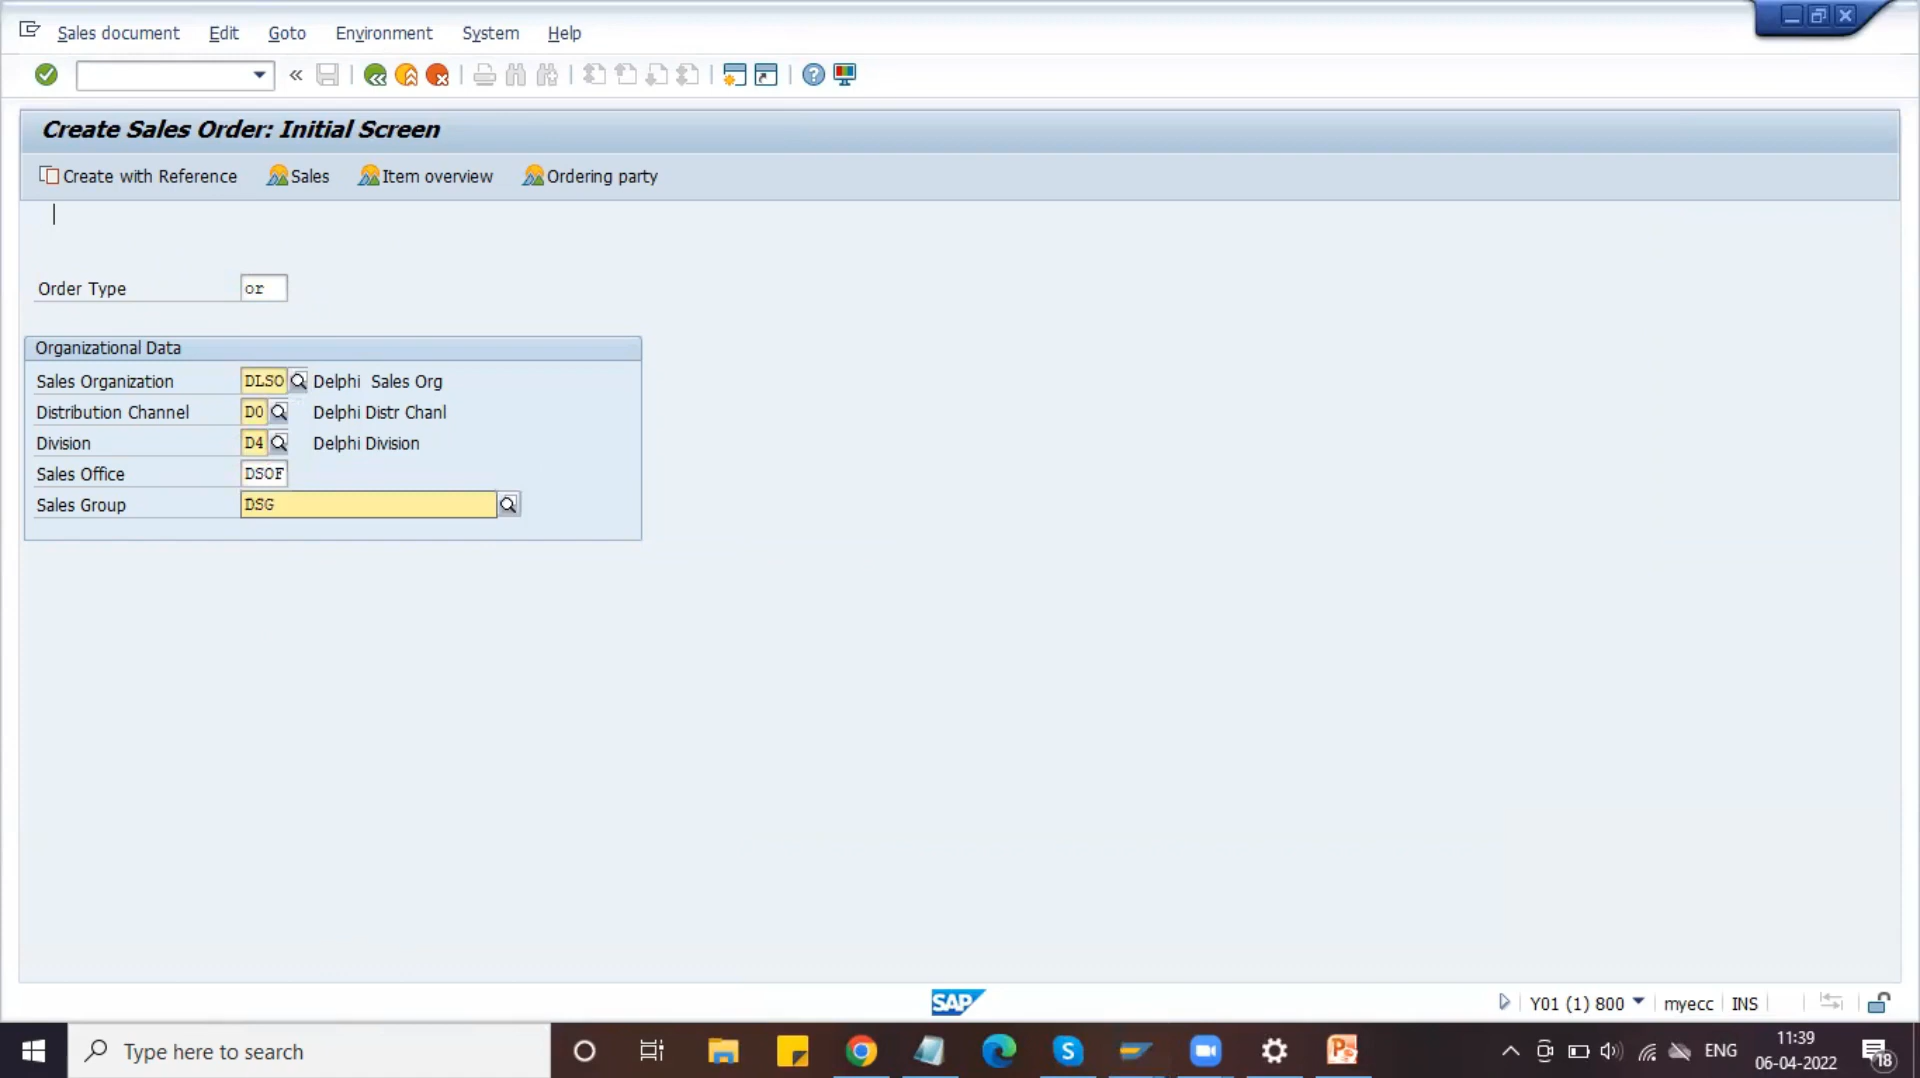 Sales document Edit Goto Environment System Help
Create Sales Order: Initial Screen
Create with Reference Sales Item overview Ordering party
Order Type or
Organizational Data
Sales Organization DLSO Delphi Sales Org
Distribution Channel D0 Delphi Distr Chanl
Division D4 Delphi Division
Sales Office DSOF
Sales Group DSG
SAP Y01 (1) 800 myecc INS
Type here to search
ENG
11:39
06-04-2022
18